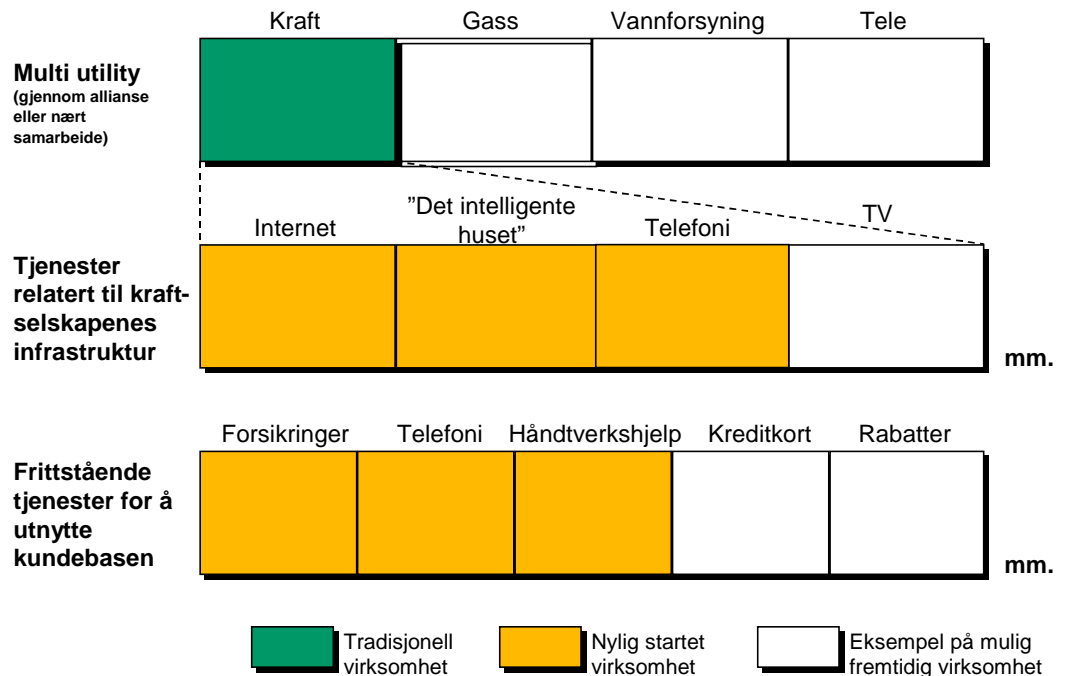 Kraft Gass Vannforsyning Tele
Multi utility
(gjennom allianse
eller nært
samarbeide)
Internet ”Det intelligente
huset” Telefoni TV
Tjenester
relatert til kraft-
selskapenes
infrastruktur
mm.
Forsikringer Telefoni Håndtverkshjelp Kreditkort Rabatter
Frittstående
tjenester for å
utnytte
kundebasen
mm.
Tradisjonell
virksomhet
Nylig startet
virksomhet
Eksempel på mulig
fremtidig virksomhet